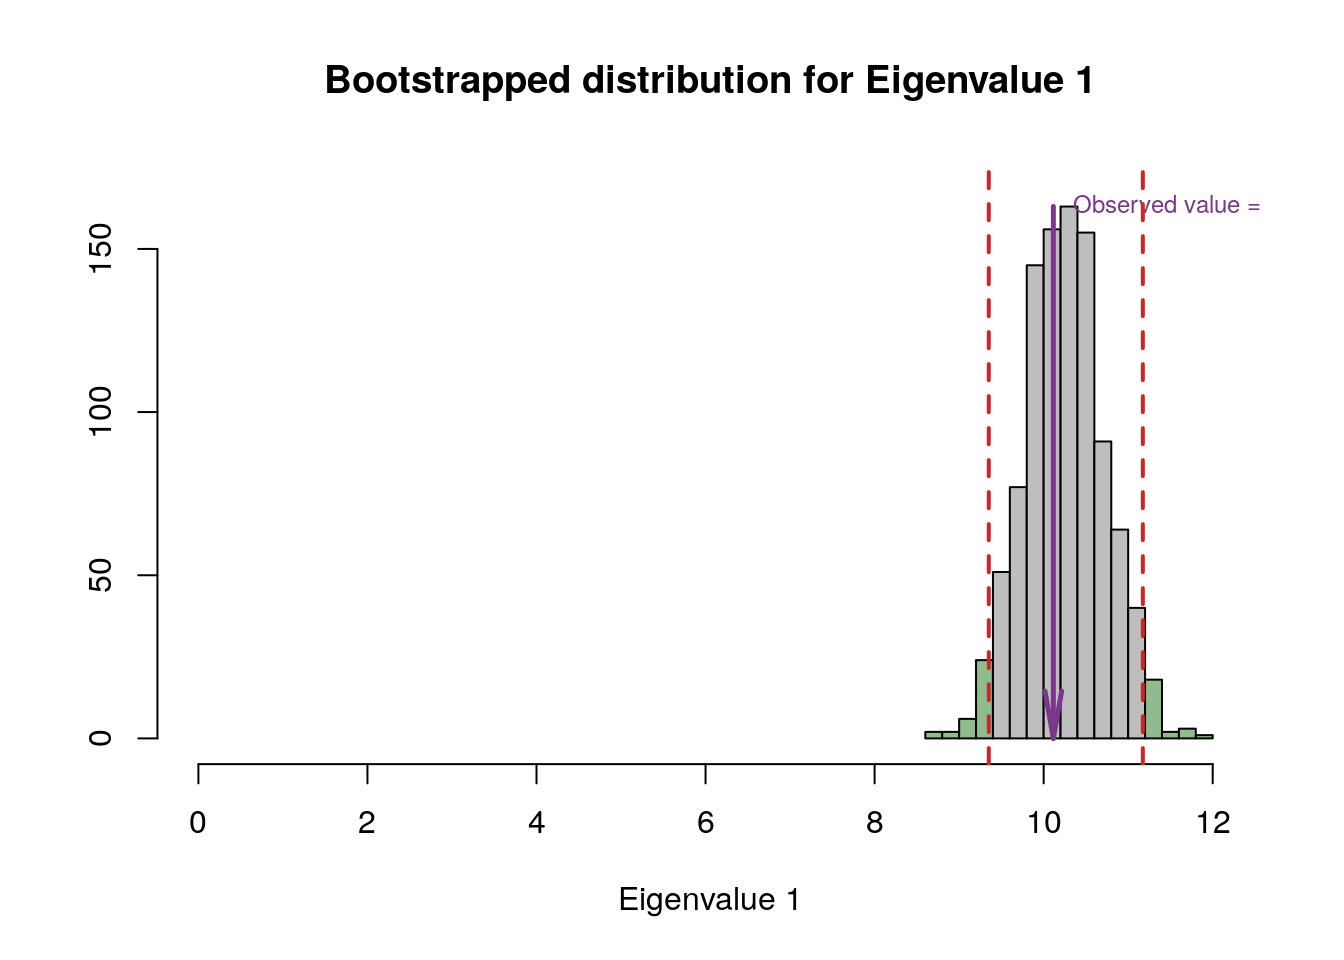 Bootstrapped distribution for Eigenvalue 1
Observed value =
150
100
50
0
0 2 4 6 8 10 12
Eigenvalue 1